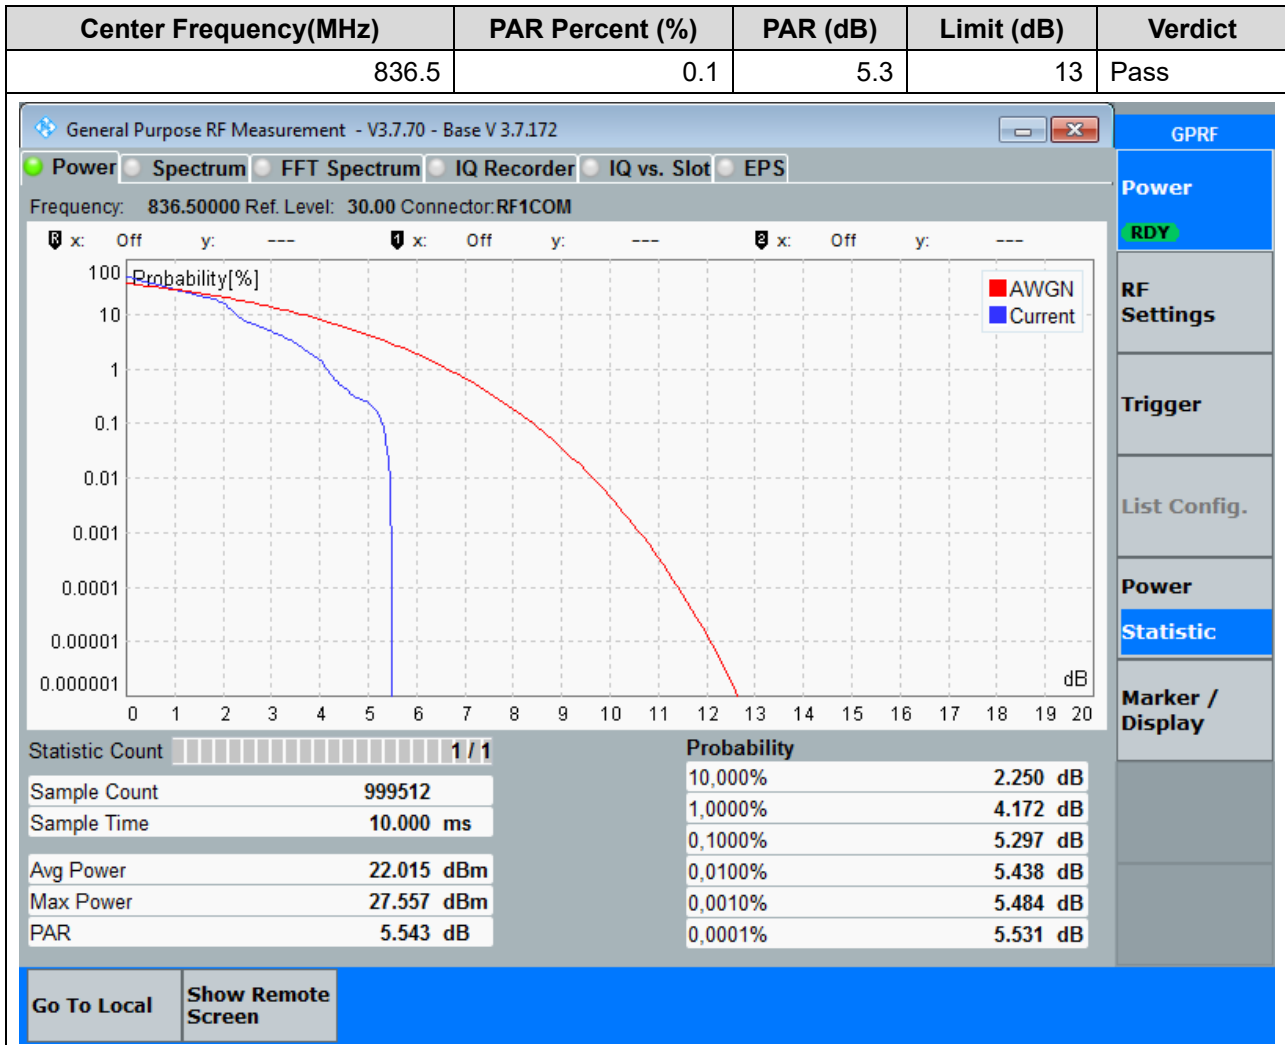 Center Frequency(MHz) PAR Percent (%) PAR (dB) Limit (dB) Verdict
836.5 0.1 5.3 13 Pass
General Purpose RF Measurement - V3.7.70 - Base V 3.7.172
GPRF
Power Spectrum FFT Spectrum IQ Recorder IQ vs. Slot EPS
Frequency: 836.50000 Ref. Level: 30.00 Connector:RF1COM
R x: Off y: --- 1 x: Off y: --- 2 x: Off y: ---
Probability[%]
AWGN
Current
100
10
1
0.1
0.01
0.001
0.0001
0.00001
0.000001
dB
0 1 2 3 4 5 6 7 8 9 10 11 12 13 14 15 16 17 18 19 20
Statistic Count 1 / 1
Sample Count 999512
Sample Time 10.000 ms
Avg Power 22.015 dBm
Max Power 27.557 dBm
PAR 5.543 dB
Probability
10,000% 2.250 dB
1,0000% 4.172 dB
0,1000% 5.297 dB
0,0100% 5.438 dB
0,0010% 5.484 dB
0,0001% 5.531 dB
Power
RDY
RF
Settings
Trigger
List Config.
Power
Statistic
Marker /
Display
Go To Local
Show Remote
Screen